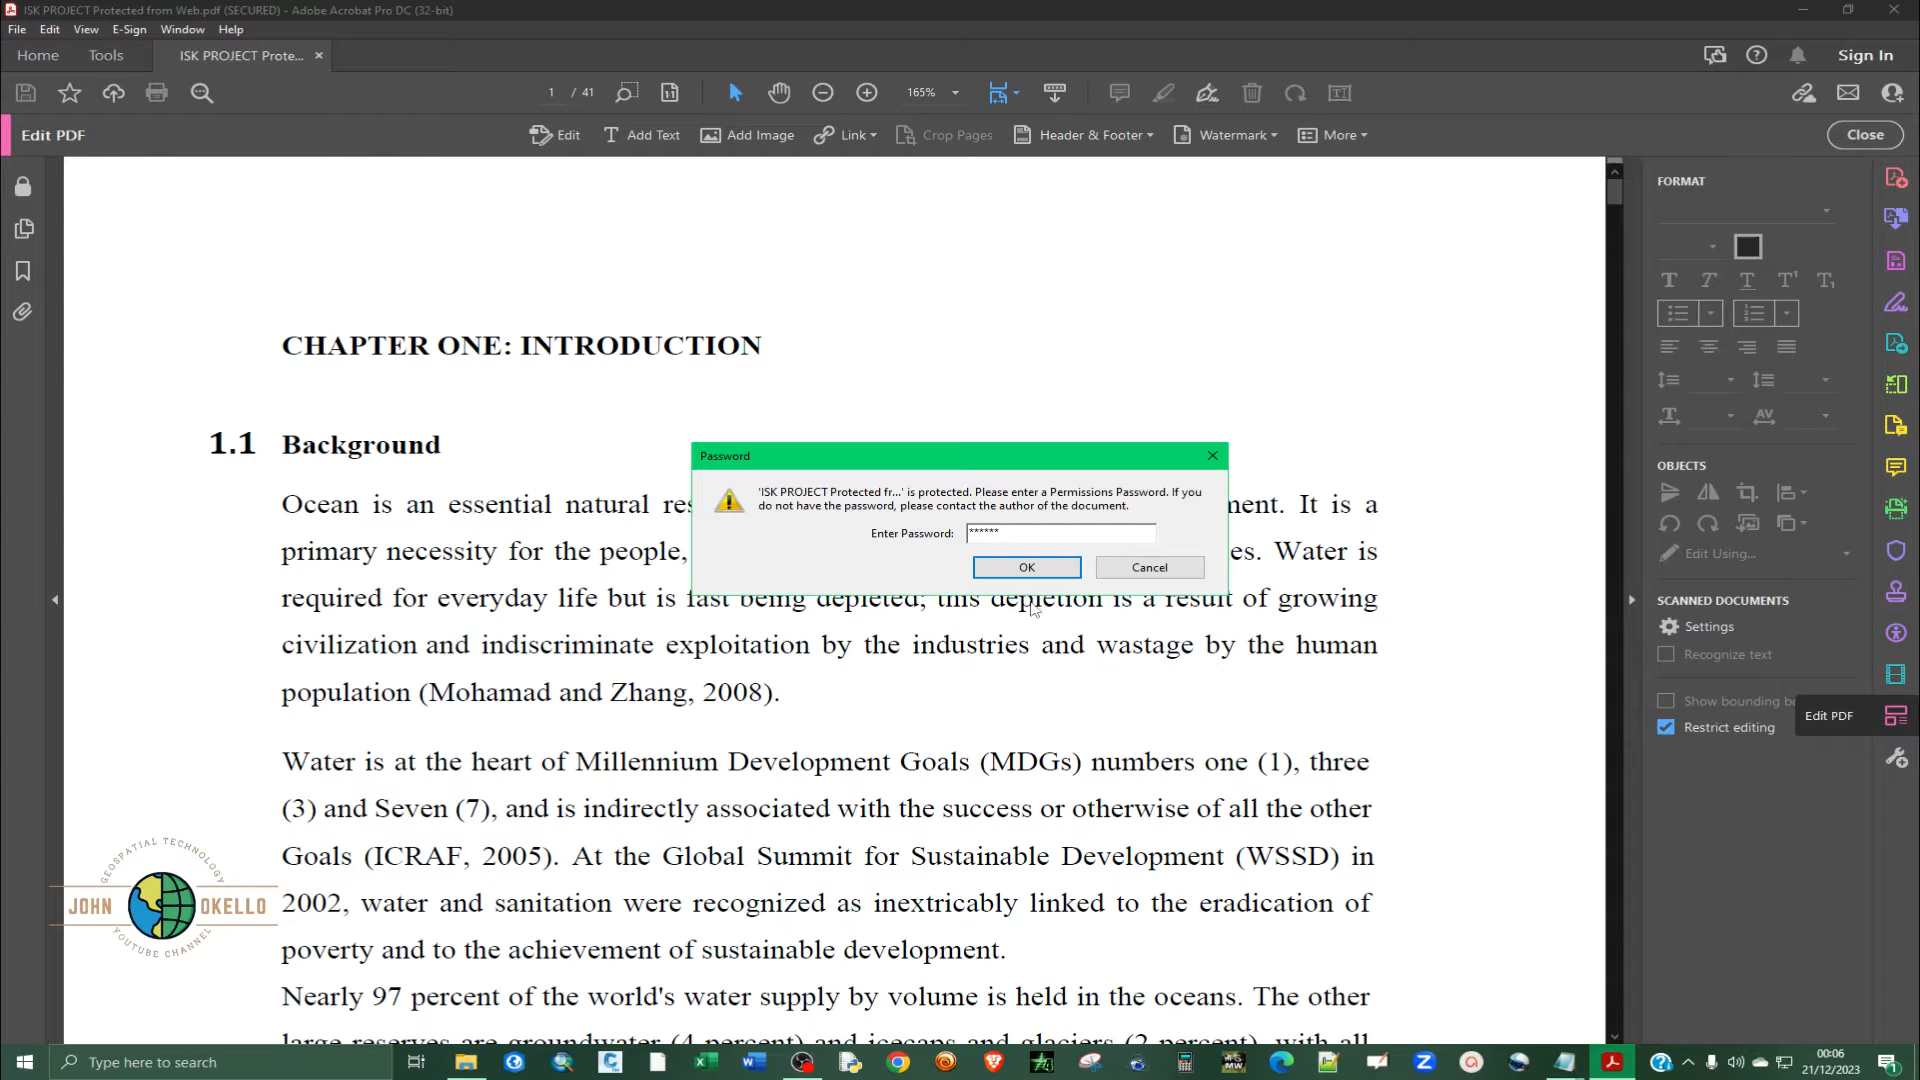 ISK PROJECT Protected from Web.pdf (SECURED) - Adobe Acrobat Pro DC (32-bit)
File Edit View E-Sign Window Help
Home Tools ISK PROJECT Prote... × Sign In
1 / 41 165%
Edit PDF Edit Add Text Add Image Link Crop Pages Header & Footer Watermark More Close
FORMAT
CHAPTER ONE: INTRODUCTION
1.1 Background
Ocean is an essential natural res
ment. It is a
primary necessity for the people,
es. Water is
required for everyday life but is fast being depleted; this depletion is a result of growing
civilization and indiscriminate exploitation by the industries and wastage by the human
population (Mohamad and Zhang, 2008).
Water is at the heart of Millennium Development Goals (MDGs) numbers one (1), three
(3) and Seven (7), and is indirectly associated with the success or otherwise of all the other
Goals (ICRAF, 2005). At the Global Summit for Sustainable Development (WSSD) in
2002, water and sanitation were recognized as inextricably linked to the eradication of
poverty and to the achievement of sustainable development.
Nearly 97 percent of the world's water supply by volume is held in the oceans. The other
large reserves are groundwater (4 percent) and icecaps and glaciers (2 percent), with all
Password
'ISK PROJECT Protected fr...' is protected. Please enter a Permissions Password. If you
do not have the password, please contact the author of the document.
Enter Password: ******
OK Cancel
OBJECTS
Edit Using...
SCANNED DOCUMENTS
Settings
Recognize text
Show bounding b
Restrict editing
Edit PDF
GEOSPATIAL TECHNOLOGY
JOHN OKELLO
YOUTUBE CHANNEL
Type here to search
00:06
21/12/2023